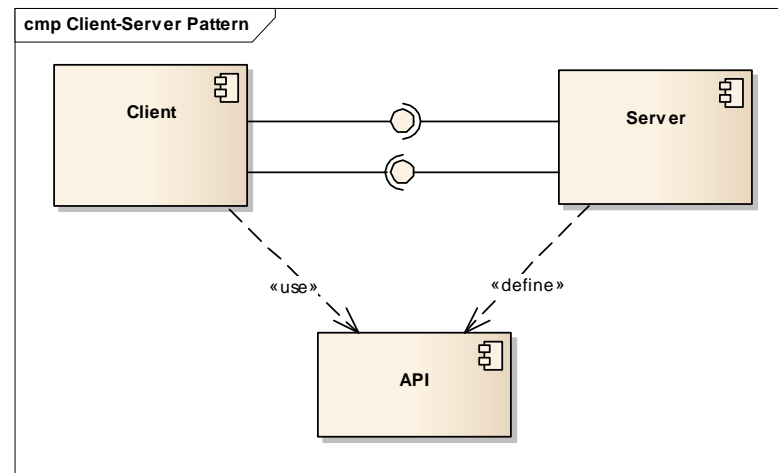 cmp Client-Server Pattern
Client
Server
«use»
«define»
API